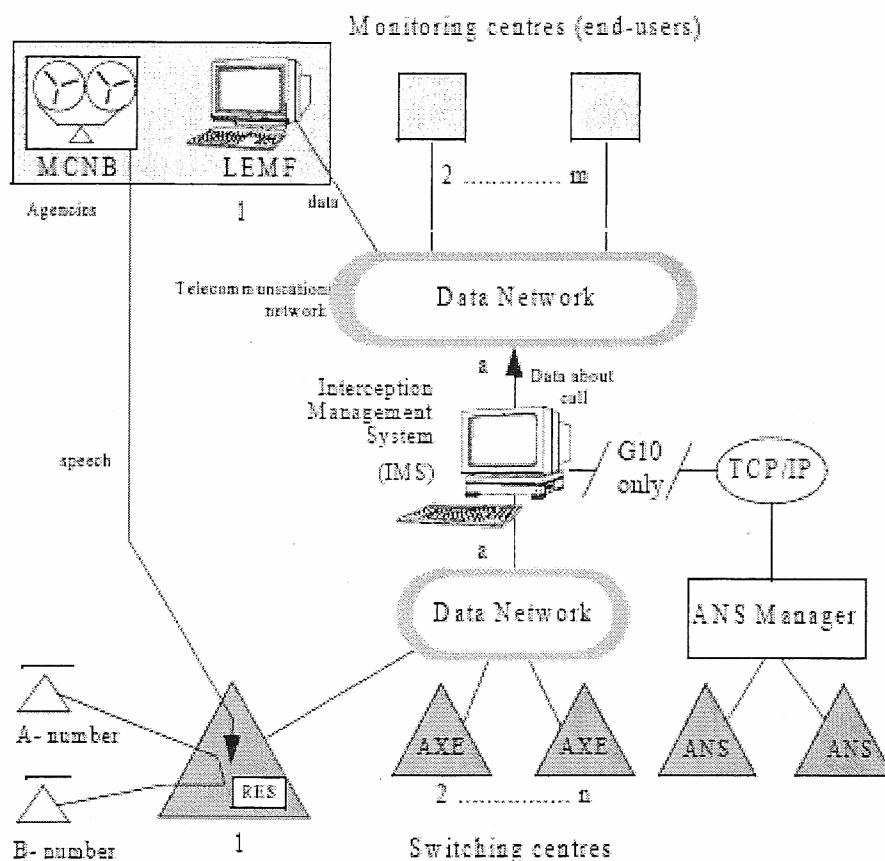 Monitoring centres (end-users)
MCNB
LEMF
Agencies
1
data
2 .............. m
Telecommunications
network
Data Network
a
Data about
call
Interception
Management
System
(IMS)
speech
G10
only
TCP/IP
a
Data Network
ANS Manager
A- number
B- number
RES
1
AXE
AXE
ANS
ANS
2 .............. n
Switching centres